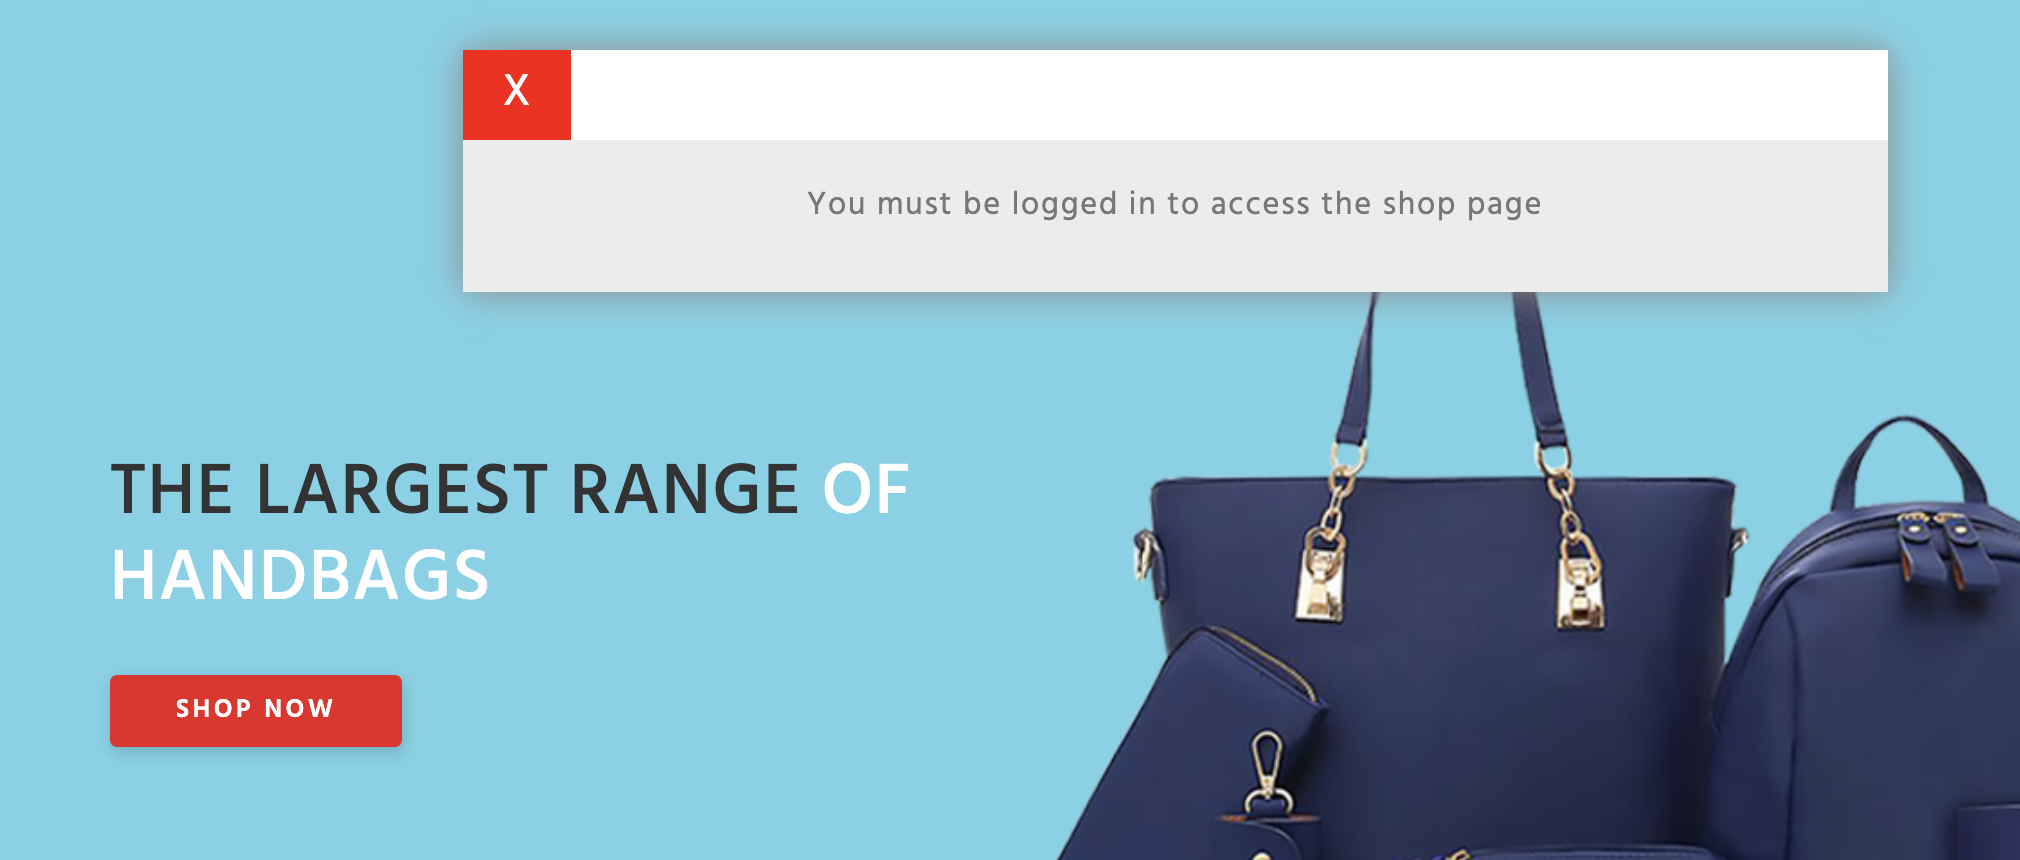 X
You must be logged in to access the shop page
THE LARGEST RANGE OF
HANDBAGS
SHOP NOW